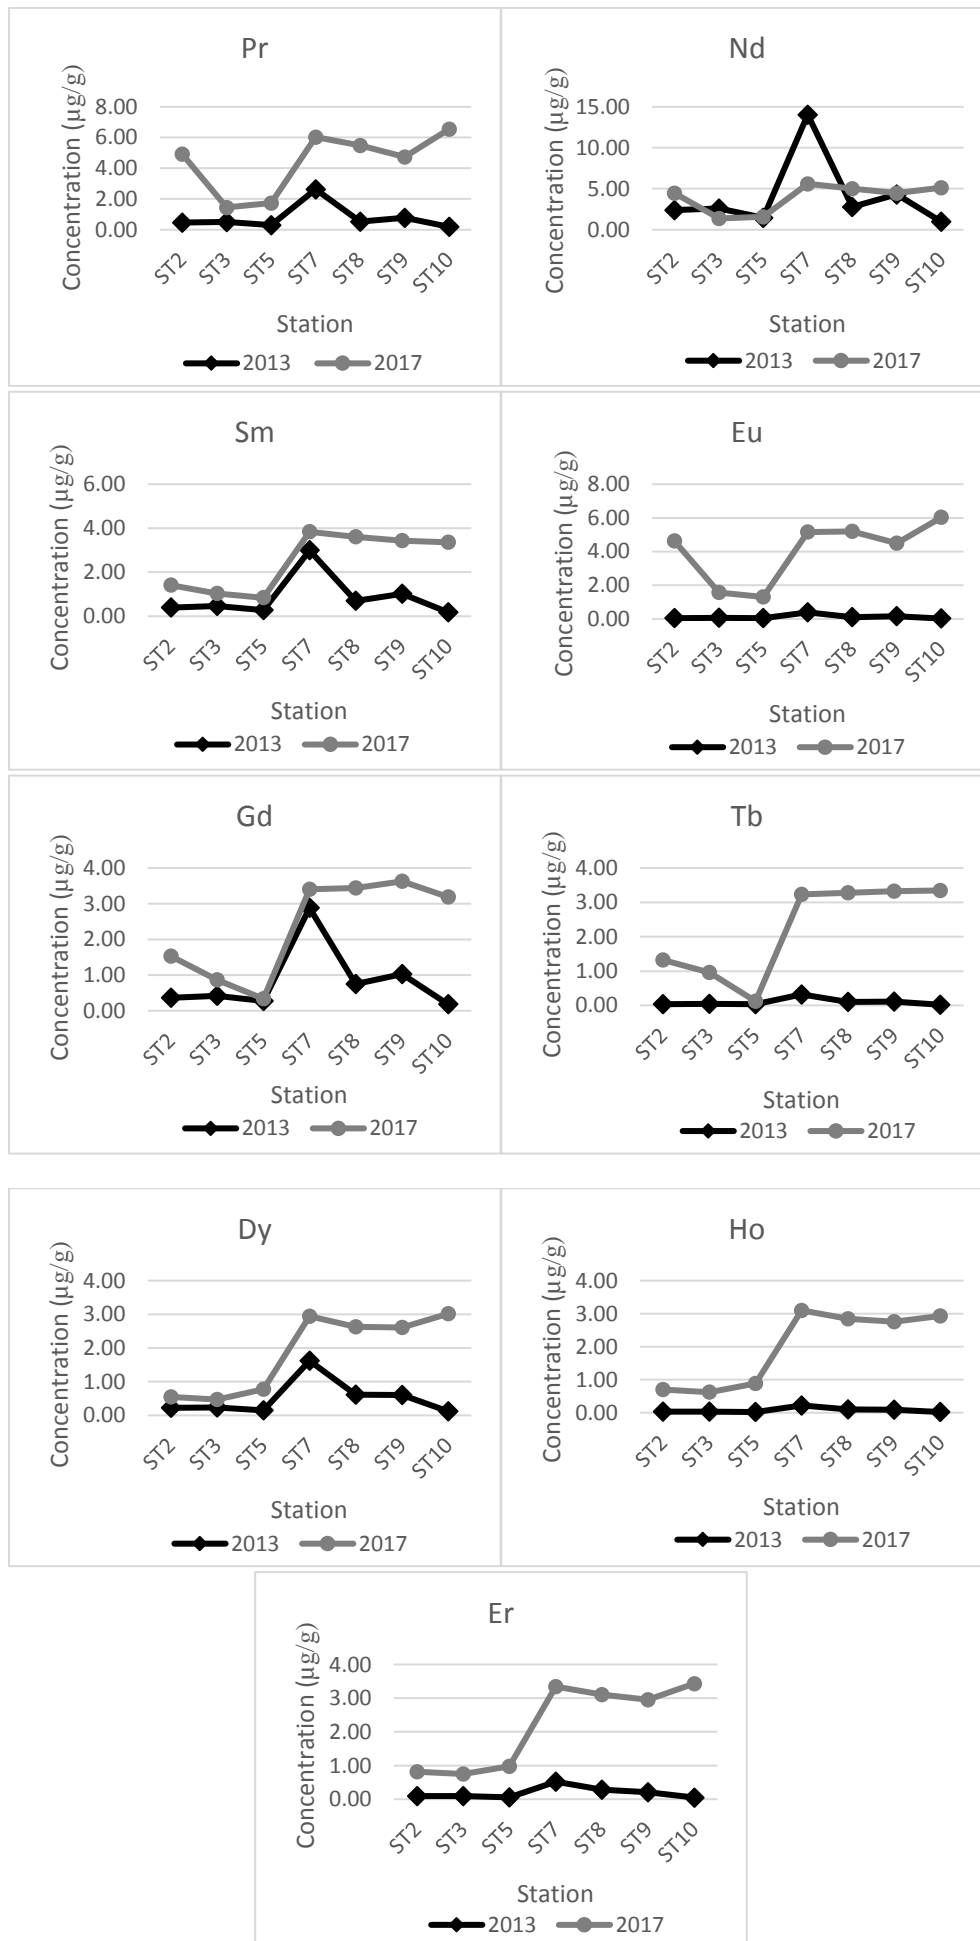 Pr
Concentration (µg/g)
8.00
6.00
4.00
2.00
0.00
ST2 ST3 ST5 ST7 ST8 ST9 ST10
Station
2013 2017
Nd
Concentration (µg/g)
15.00
10.00
5.00
0.00
ST2 ST3 ST5 ST7 ST8 ST9 ST10
Station
2013 2017
Sm
Concentration (µg/g)
6.00
4.00
2.00
0.00
ST2 ST3 ST5 ST7 ST8 ST9 ST10
Station
2013 2017
Eu
Concentration (µg/g)
8.00
6.00
4.00
2.00
0.00
ST2 ST3 ST5 ST7 ST8 ST9 ST10
Station
2013 2017
Gd
Concentration (µg/g)
4.00
3.00
2.00
1.00
0.00
ST2 ST3 ST5 ST7 ST8 ST9 ST10
Station
2013 2017
Tb
Concentration (µg/g)
4.00
3.00
2.00
1.00
0.00
ST2 ST3 ST5 ST7 ST8 ST9 ST10
Station
2013 2017
Dy
Concentration (µg/g)
4.00
3.00
2.00
1.00
0.00
ST2 ST3 ST5 ST7 ST8 ST9 ST10
Station
2013 2017
Ho
Concentration (µg/g)
4.00
3.00
2.00
1.00
0.00
ST2 ST3 ST5 ST7 ST8 ST9 ST10
Station
2013 2017
Er
Concentration (µg/g)
4.00
3.00
2.00
1.00
0.00
ST2 ST3 ST5 ST7 ST8 ST9 ST10
Station
2013 2017